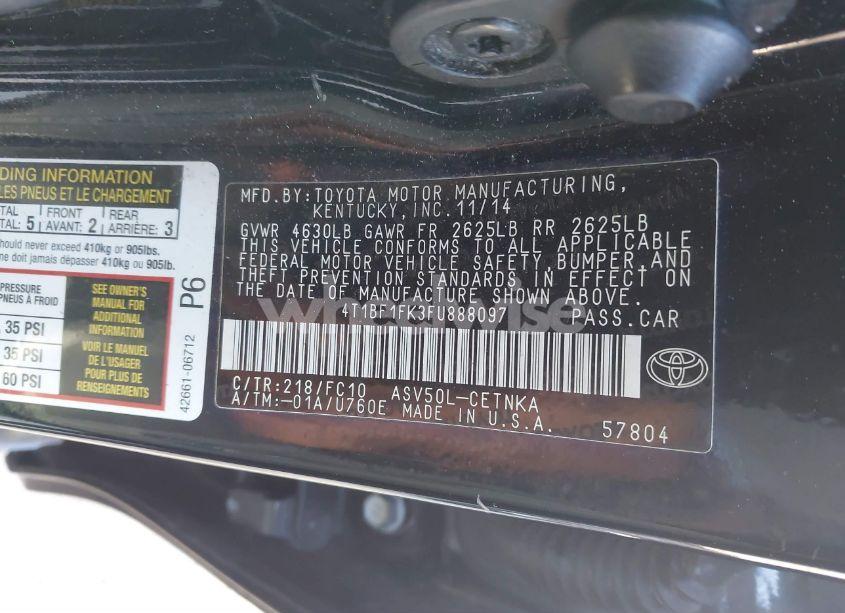 DING INFORMATION
LES PNEUS ET LE CHARGEMENT
TAL: 5 FRONT AVANT: 2 REAR ARRIÈRE: 3
should never exceed 410kg or 905lbs.
ne doit jamais dépasser 410kg ou 905lb.
PRESSURE
PNEUS À FROID
35 PSI
35 PSI
60 PSI
SEE OWNER'S
MANUAL FOR
ADDITIONAL
INFORMATION
VOIR LE MANUEL
DE L'USAGER
POUR PLUS DE
RENSEIGNEMENTS
P6
42661-06712
MFD.BY:TOYOTA MOTOR MANUFACTURING,
KENTUCKY,INC.11/14
GVWR 4630LB GAWR FR 2625LB RR 2625LB
THIS VEHICLE CONFORMS TO ALL APPLICABLE
FEDERAL MOTOR VEHICLE SAFETY,BUMPER,AND
THEFT PREVENTION STANDARDS IN EFFECT ON
THE DATE OF MANUFACTURE SHOWN ABOVE.
4T1BF1FK3FU888097 PASS.CAR
C/TR:218/FC10 ASV50L-CETNKA
A/TM:-01A/U760E MADE IN U.S.A.
57804
wheelwise